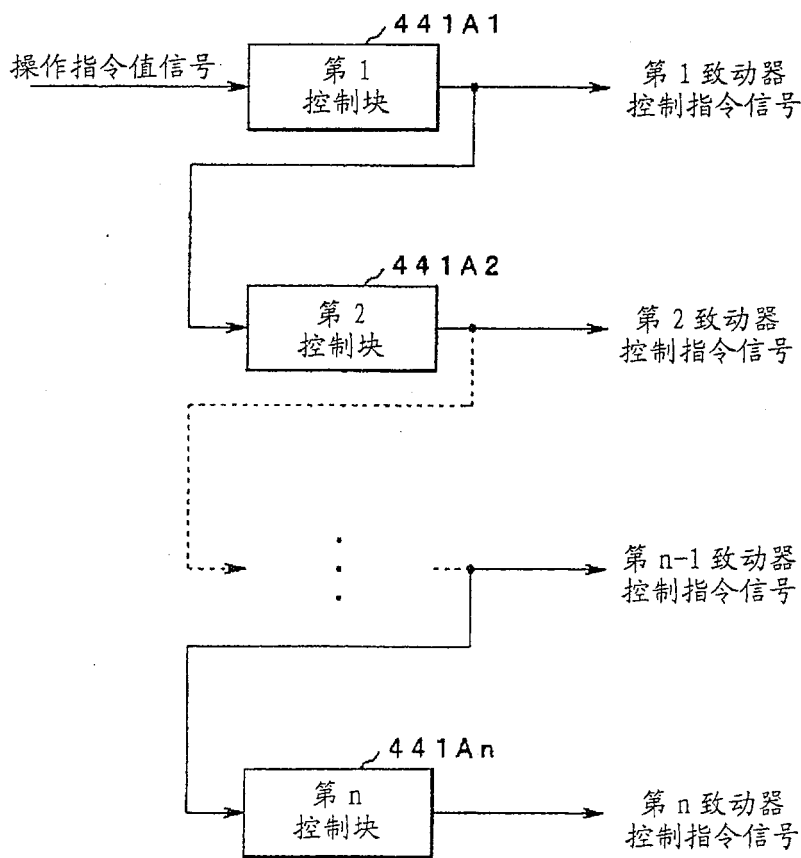 441A1
操作指令值信号
第1
控制块
第1致动器
控制指令信号
441A2
第2
控制块
第2致动器
控制指令信号
第n-1致动器
控制指令信号
441An
第n
控制块
第n致动器
控制指令信号